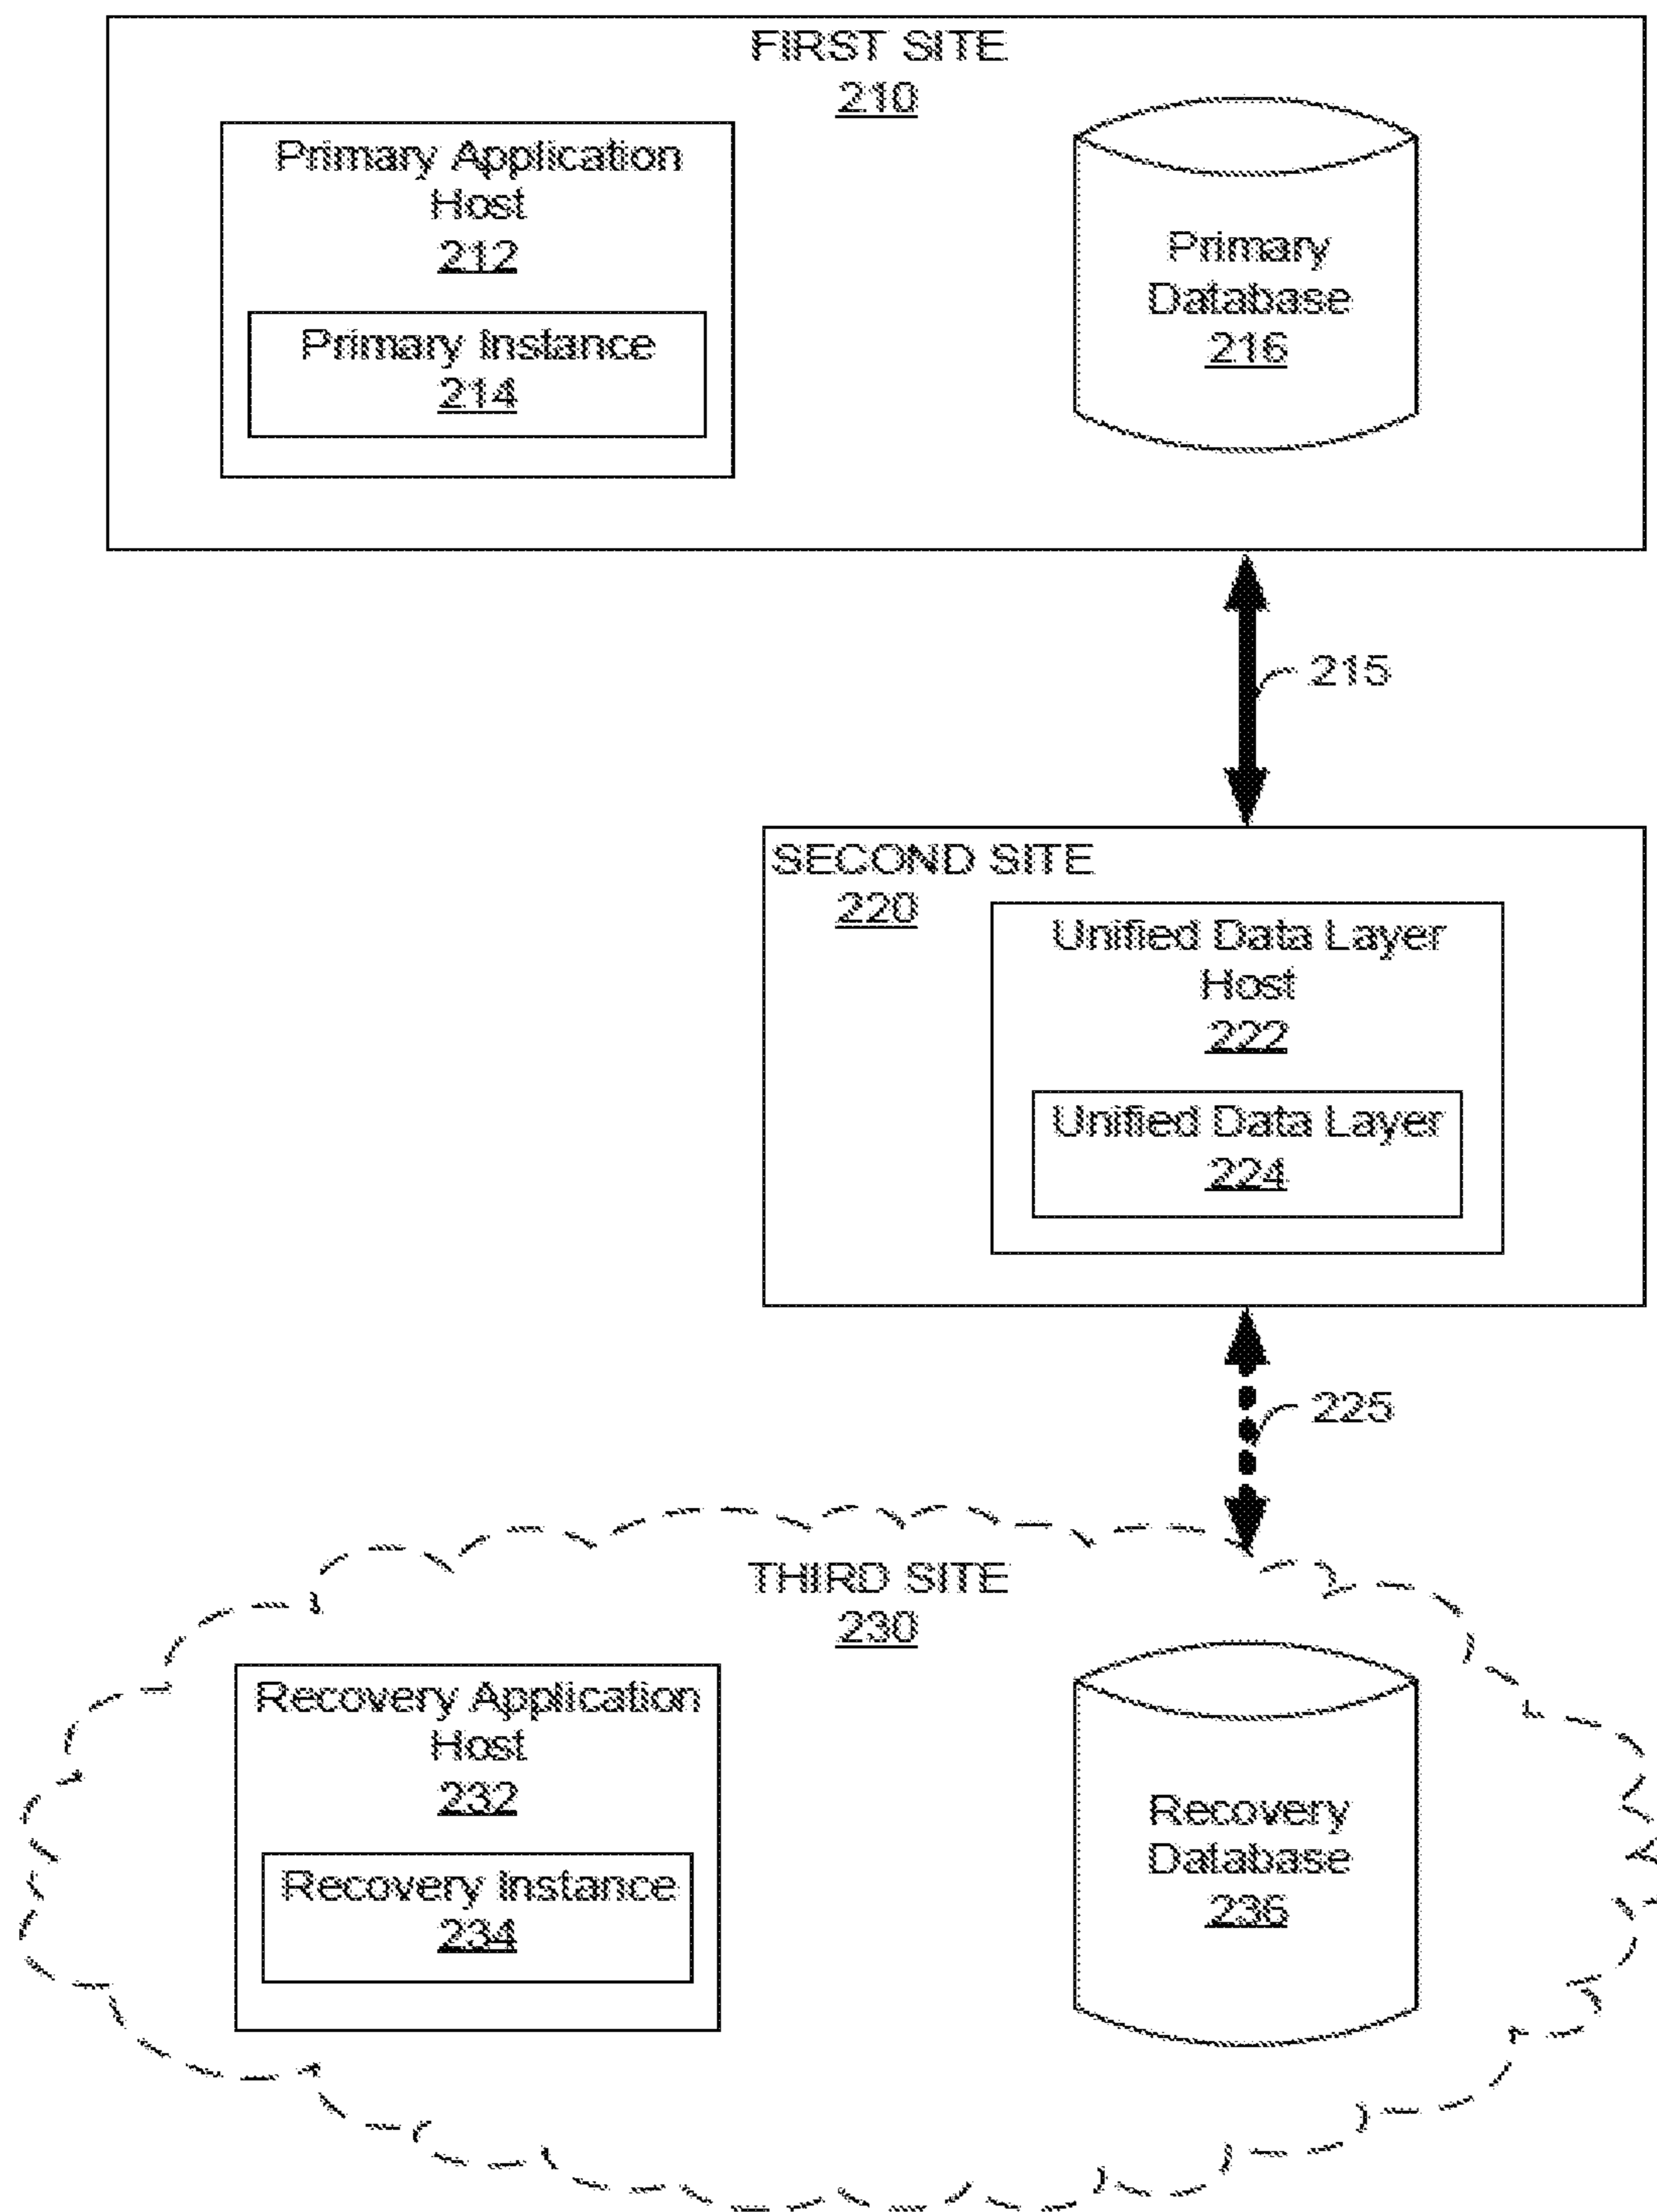 FIRST SITE
210
Primary Application
Host
212
Primary Instance
214
Primary
Database
216
215
SECOND SITE
220
Unified Data Layer
Host
222
Unified Data Layer
224
225
THIRD SITE
230
Recovery Application
Host
232
Recovery Instance
234
Recovery
Database
236